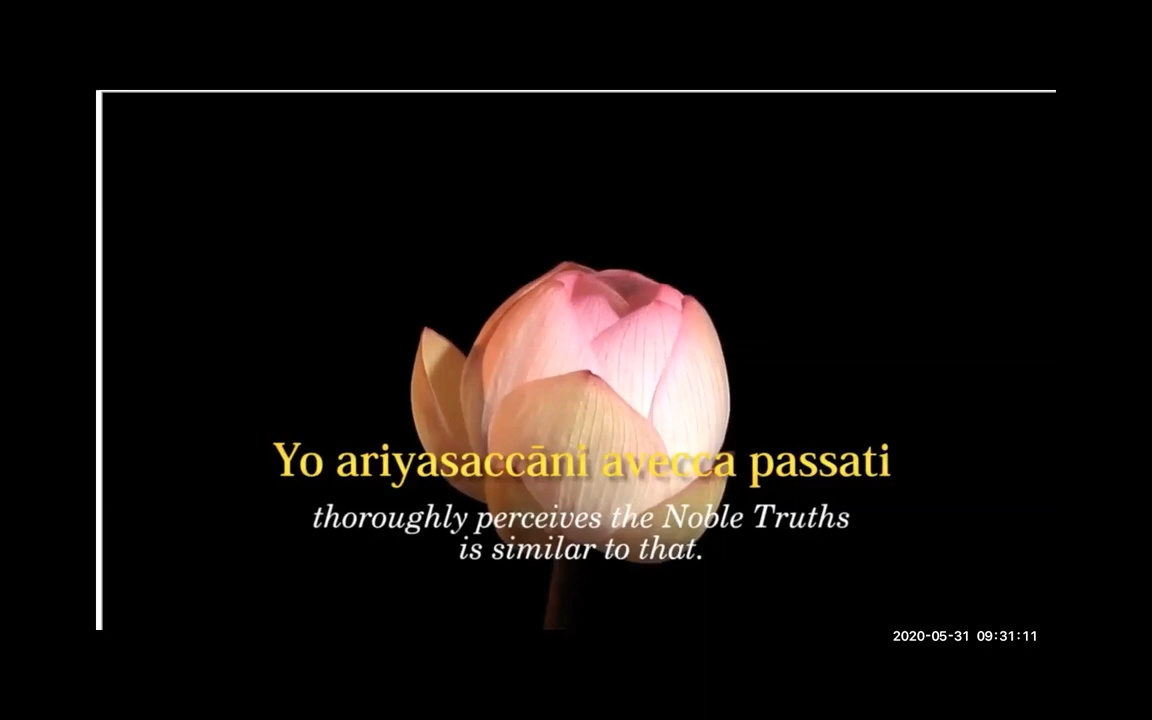 Yo ariyasaccāni avecca passati
thoroughly perceives the Noble Truths
is similar to that.
2020-05-31 09:31:11